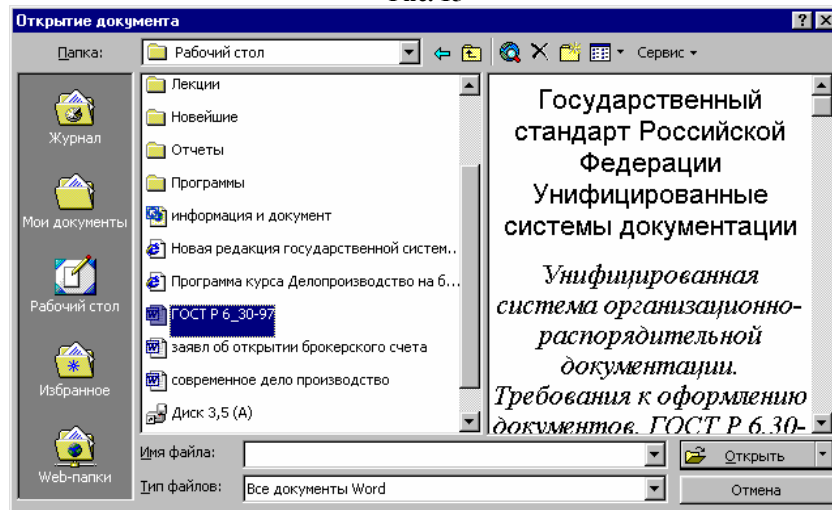 Открытие документа
Папка:
Рабочий стол
Сервис
Журнал
Мои документы
Рабочий стол
Избранное
Web-папки
Лекции
Новейшие
Отчеты
Программы
информация и документ
Новая редакция государственной систем..
Программа курса Делопроизводство на б...
ГОСТ Р 6_30-97
заявл об открытии брокерского счета
современное дело производство
Диск 3,5 (A)
Государственный
стандарт Российской
Федерации
Унифицированные
системы документации
Унифицированная
система организационно-
распорядительной
документации.
Требования к оформлению
документов. ГОСТ Р 6.30-
Имя файла:
Открыть
Тип файлов:
Все документы Word
Отмена